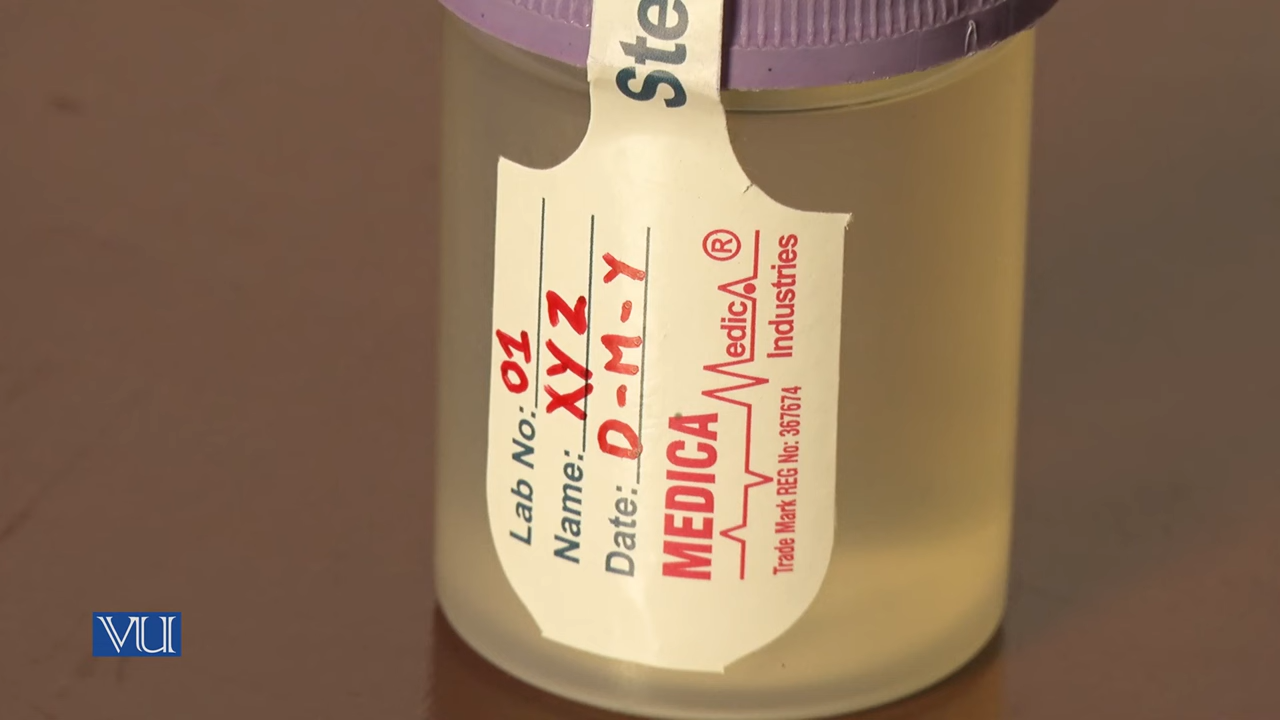 Ste
Lab No: 01
Name: XYZ
Date: D-M-Y
MEDICA MedicA ®
Trade Mark REG No: 367674 Industries
VU